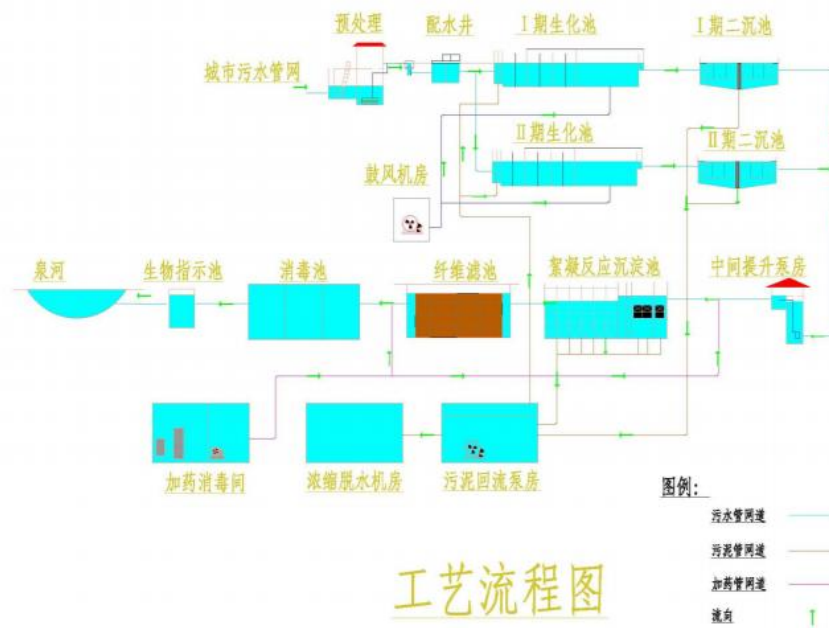 预处理
配水井
Ⅰ期生化池
Ⅰ期二沉池
城市污水管网
Ⅱ期生化池
Ⅱ期二沉池
鼓风机房
泉河
生物指示池
消毒池
纤维滤池
絮凝反应沉淀池
中间提升泵房
加药消毒间
浓缩脱水机房
污泥回流泵房
图例：
污水管网道
污泥管网道
加药管网道
流向
工艺流程图